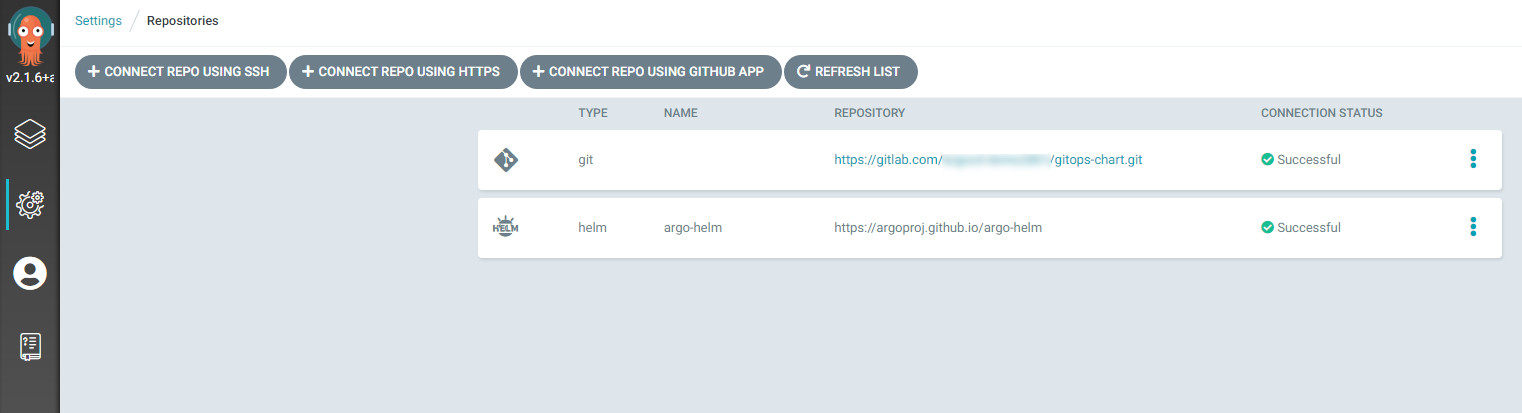 Settings / Repositories
v2.1.6+a
CONNECT REPO USING SSH CONNECT REPO USING HTTPS CONNECT REPO USING GITHUB APP REFRESH LIST
TYPE NAME REPOSITORY CONNECTION STATUS
git https://gitlab.com/ /gitops-chart.git Successful
HELM helm argo-helm https://argoproj.github.io/argo-helm Successful